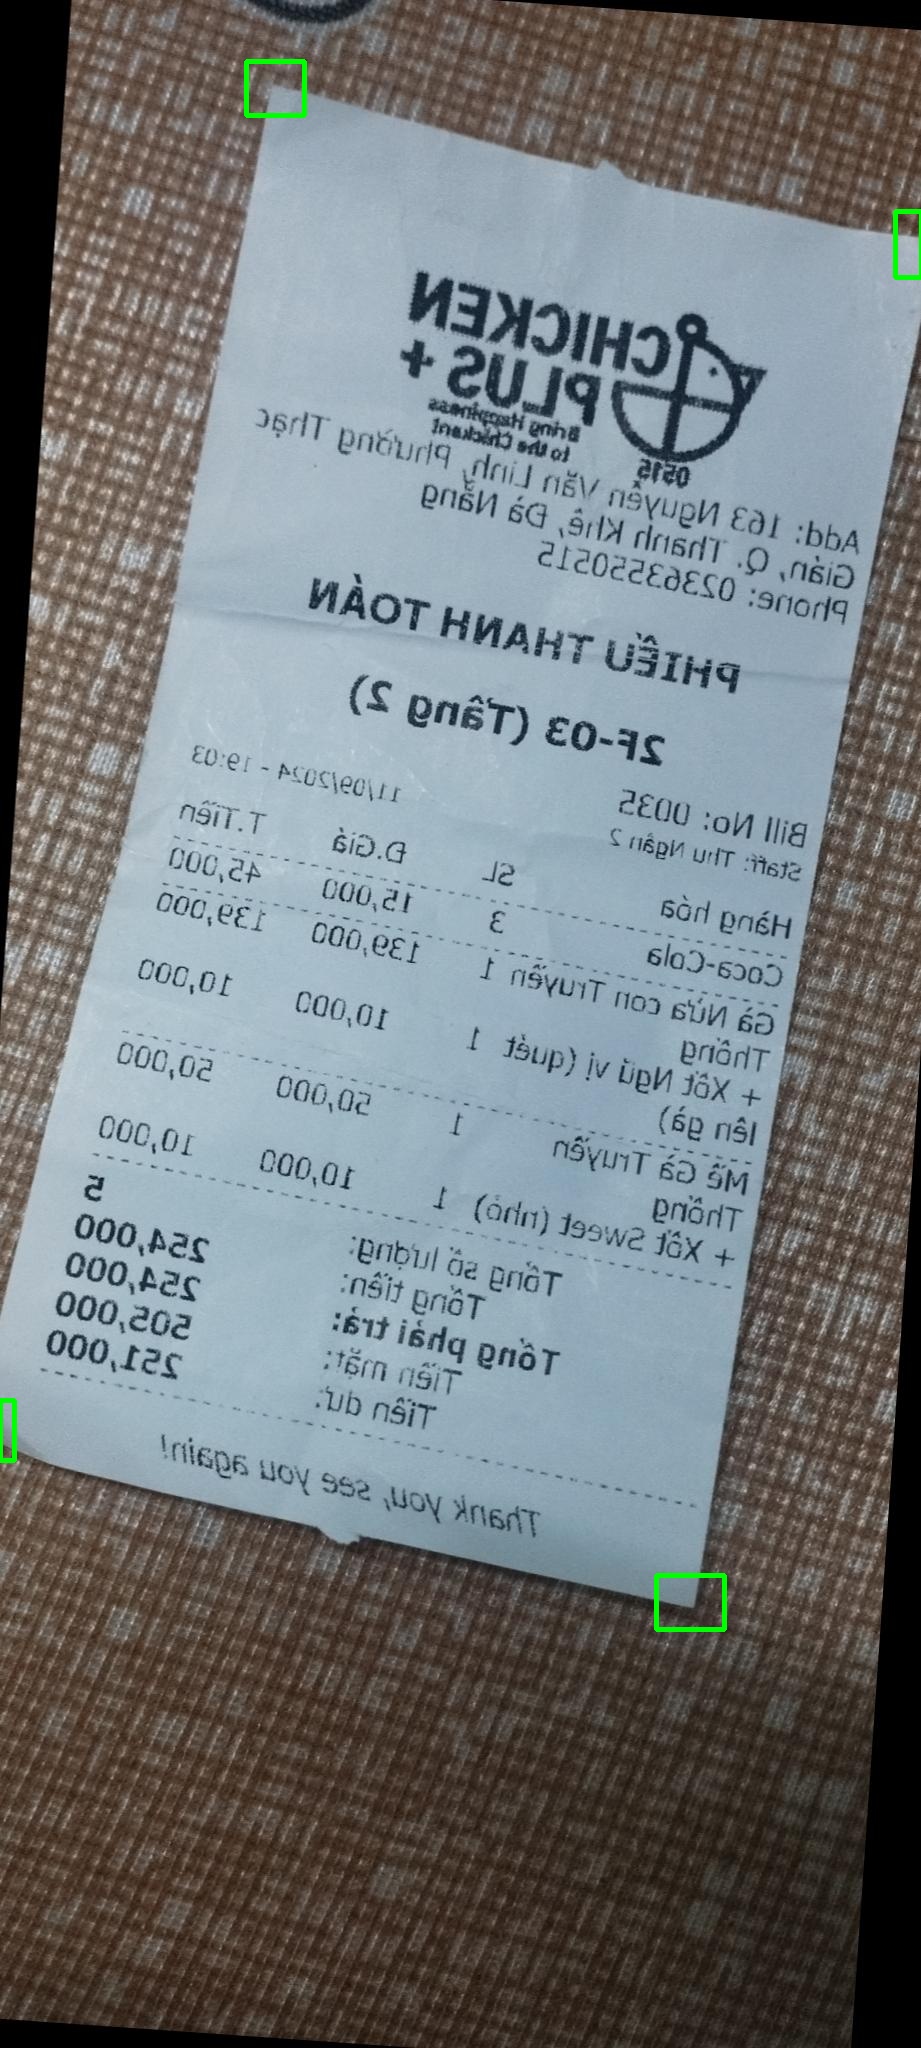 CHICKEN
PLUS +
Bring Happiness
to the Chickant
0515
Add: 163 Nguyễn Văn Linh, Phường Thạc
Gián, Q. Thanh Khê, Đà Nẵng
Phone: 02363550515
PHIẾU THANH TOÁN
2F-03 (Tầng 2)
Bill No: 0035 11/09/2024 - 19:03
Staff: Thu Ngân 2
Hàng hóa SL Đ.Giá T.Tiền
Coca-Cola 3 15,000 45,000
Gà Nửa con Truyền 1 139,000 139,000
Thống
+ Xốt Ngũ vị (quét 1 10,000 10,000
lên gà)
Mề Gà Truyền 1 50,000 50,000
Thống
+ Xốt Sweet (nhỏ) 1 10,000 10,000
Tổng số lượng: 5
Tổng tiền: 254,000
Tổng phải trả: 254,000
Tiền mặt: 505,000
Tiền dư: 251,000
Thank you, see you again!